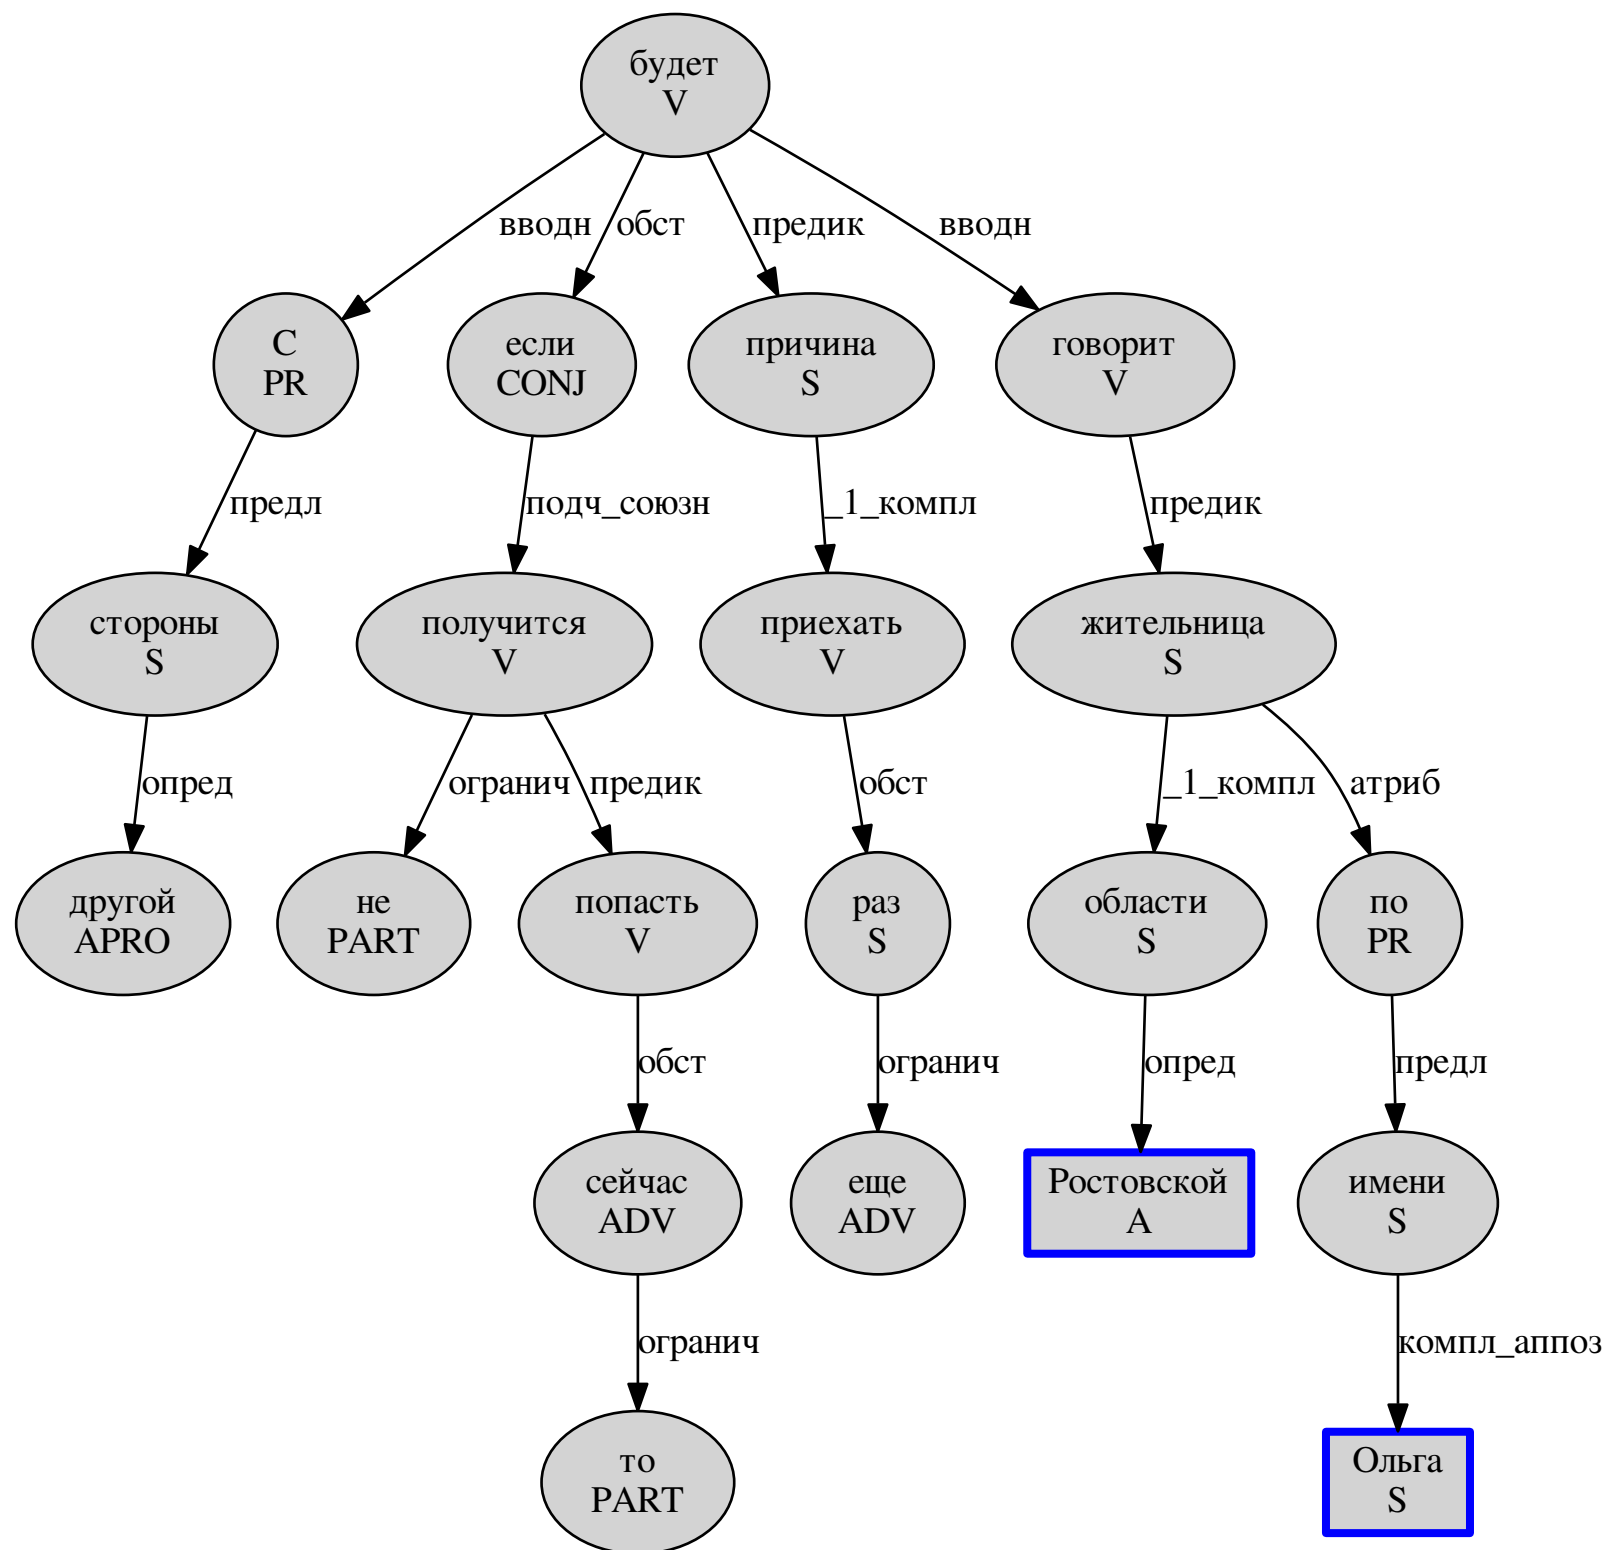 будет
V
вводн
обст
предик
вводн
С
PR
если
CONJ
причина
S
говорит
V
предл
подч_союзн
_1_компл
предик
стороны
S
получится
V
приехать
V
жительница
S
опред
огранич
предик
обст
_1_компл
атриб
другой
APRO
не
PART
попасть
V
раз
S
области
S
по
PR
обст
огранич
опред
предл
сейчас
ADV
еще
ADV
Ростовской
A
имени
S
огранич
компл_аппоз
то
PART
Ольга
S